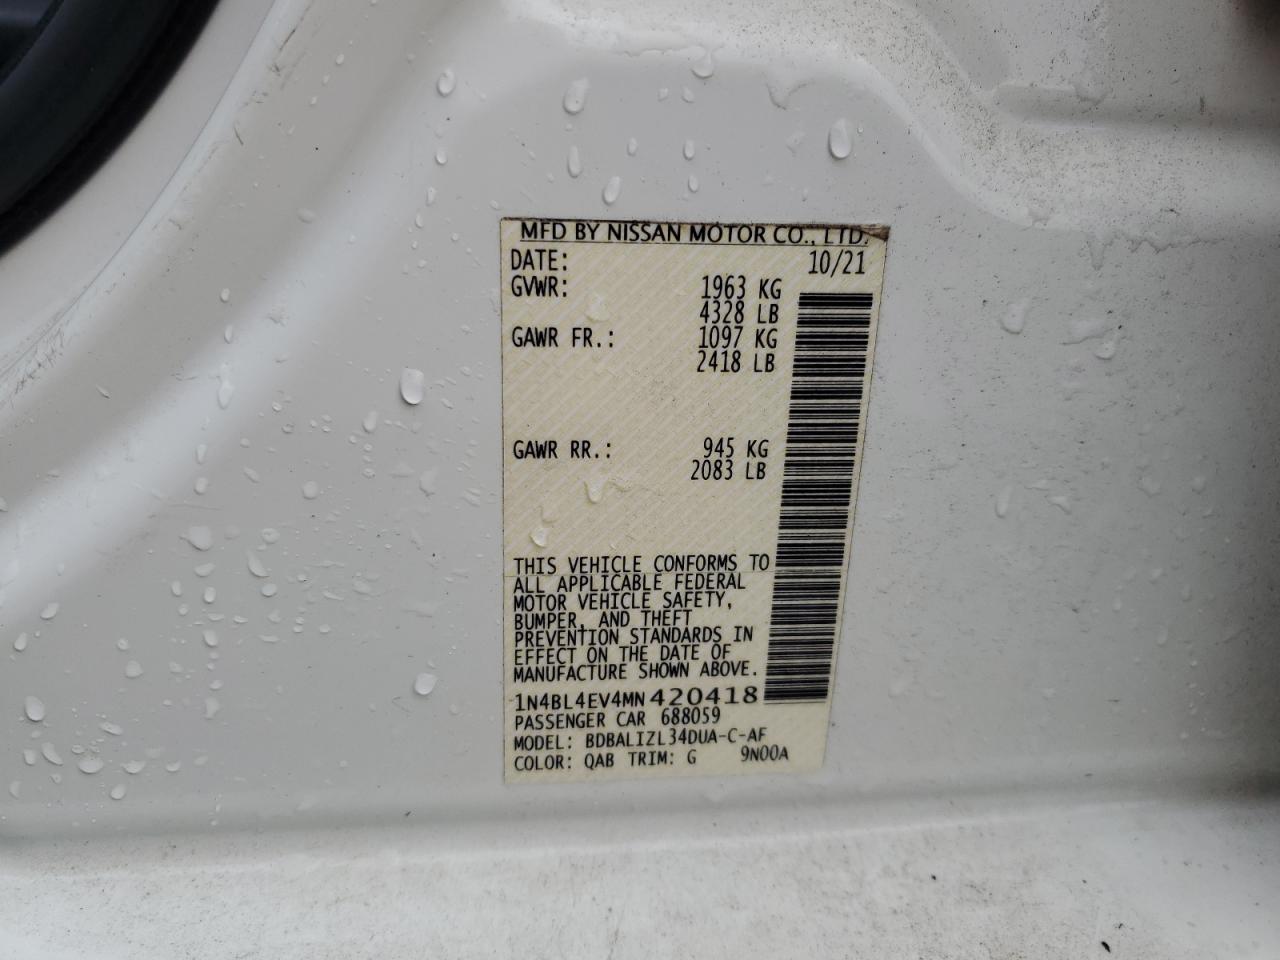 MFD BY NISSAN MOTOR CO., LTD.
DATE: 10/21
GVWR: 1963 KG
4328 LB
GAWR FR.: 1097 KG
2418 LB
GAWR RR.: 945 KG
2083 LB
THIS VEHICLE CONFORMS TO
ALL APPLICABLE FEDERAL
MOTOR VEHICLE SAFETY,
BUMPER, AND THEFT
PREVENTION STANDARDS IN
EFFECT ON THE DATE OF
MANUFACTURE SHOWN ABOVE.
1N4BL4EV4MN420418
PASSENGER CAR 688059
MODEL: BDBALIZL34DUA-C-AF
COLOR: QAB TRIM: G 9N00A